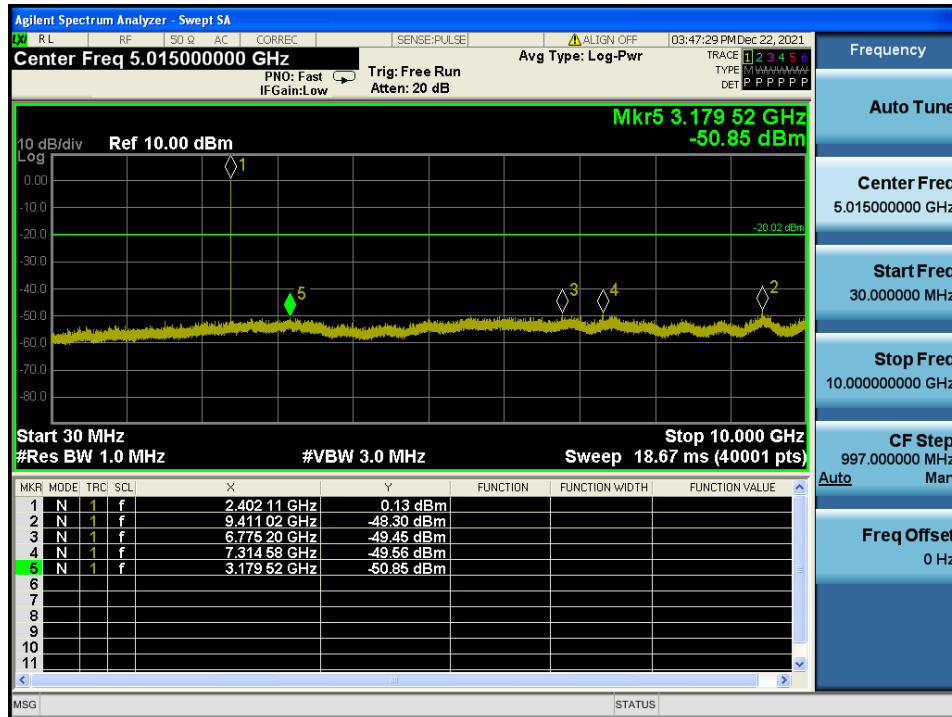 Agilent Spectrum Analyzer - Swept SA
LXI RL RF 50 Ω AC CORREC SENSE:PULSE ALIGN OFF 03:47:29 PM Dec 22, 2021
Center Freq 5.015000000 GHz
PNO: Fast
IFGain:Low
Trig: Free Run
Atten: 20 dB
Avg Type: Log-Pwr
TRACE 1 2 3 4 5 6
TYPE M
DET P P P P P P
Mkr5 3.179 52 GHz
-50.85 dBm
10 dB/div Ref 10.00 dBm
Log
0.00
-10.0
-20.0
-30.0
-40.0
-50.0
-60.0
-70.0
-80.0
-20.02 dBm
1
5
3
4
2
Start 30 MHz Stop 10.000 GHz
#Res BW 1.0 MHz #VBW 3.0 MHz Sweep 18.67 ms (40001 pts)
MKR MODE TRC SCL X Y FUNCTION FUNCTION WIDTH FUNCTION VALUE
1 N 1 f 2.402 11 GHz 0.13 dBm
2 N 1 f 9.411 02 GHz -48.30 dBm
3 N 1 f 6.775 20 GHz -49.45 dBm
4 N 1 f 7.314 58 GHz -49.56 dBm
5 N 1 f 3.179 52 GHz -50.85 dBm
6
7
8
9
10
11
MSG STATUS
Frequency
Auto Tune
Center Freq
5.015000000 GHz
Start Freq
30.000000 MHz
Stop Freq
10.000000000 GHz
CF Step
997.000000 MHz
Auto Man
Freq Offset
0 Hz